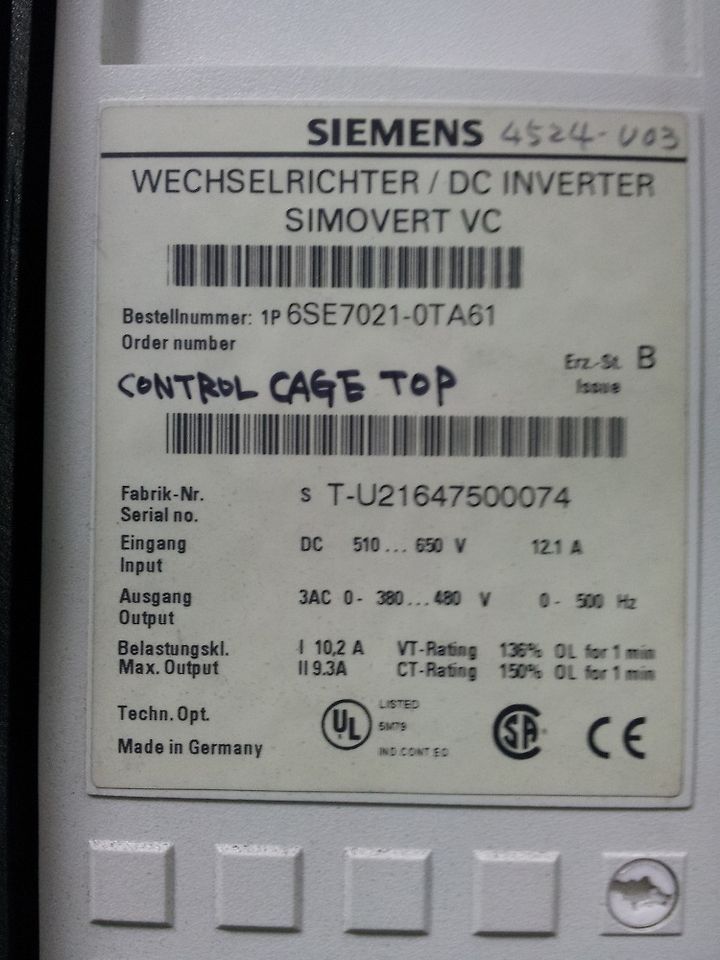 SIEMENS 4524-U03
WECHSELRICHTER / DC INVERTER
SIMOVERT VC
Bestellnummer: 1P 6SE7021-0TA61
Order number
Erz.-St. B
Issue
CONTROL CAGE TOP
Fabrik-Nr. S T-U21647500074
Serial no.
Eingang DC 510 ... 650 V 12.1 A
Input
Ausgang 3AC 0 - 380...480 V 0 - 500 Hz
Output
Belastungskl. I 10,2 A VT-Rating 136% OL for 1 min
Max. Output II 9.3A CT-Rating 150% OL for 1 min
Techn. Opt.
Made in Germany
UL LISTED
5M79
IND.CONT.EQ
SA
CE